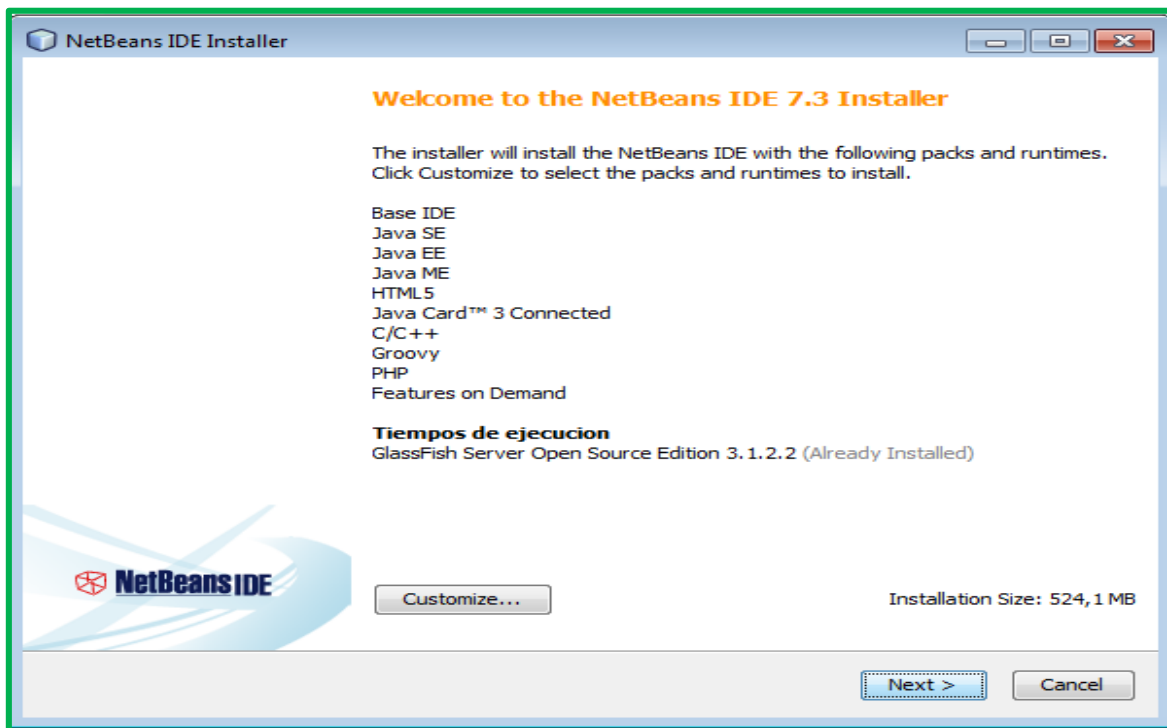 NetBeans IDE Installer
Welcome to the NetBeans IDE 7.3 Installer
The installer will install the NetBeans IDE with the following packs and runtimes.
Click Customize to select the packs and runtimes to install.
Base IDE
Java SE
Java EE
Java ME
HTML5
Java Card™ 3 Connected
C/C++
Groovy
PHP
Features on Demand
Tiempos de ejecucion
GlassFish Server Open Source Edition 3.1.2.2 (Already Installed)
NetBeans IDE
Customize...
Installation Size: 524,1 MB
Next >
Cancel